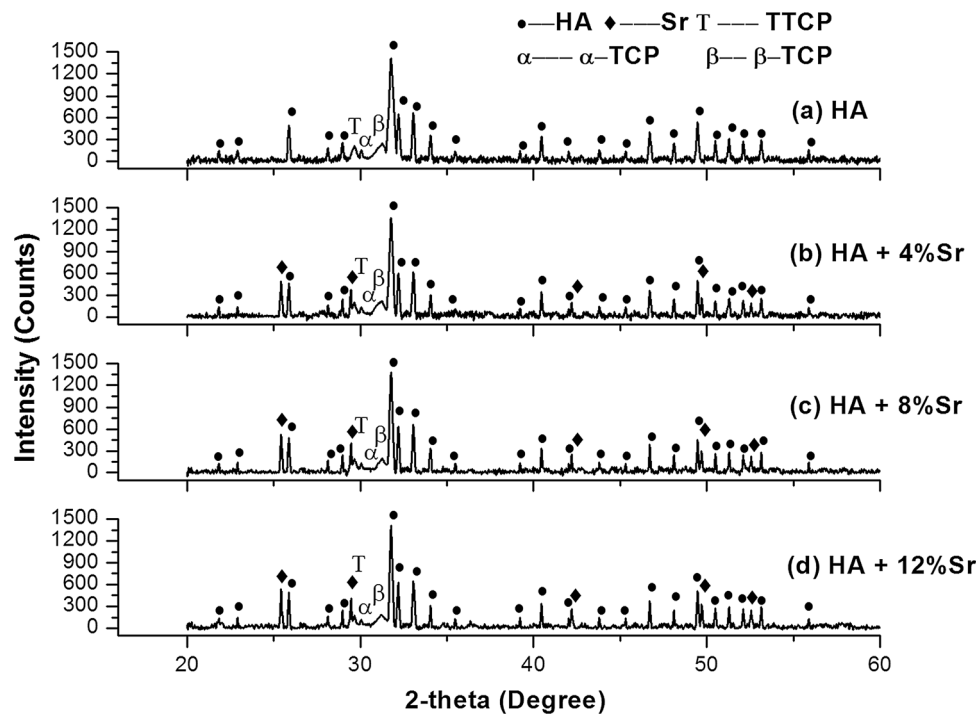 ●—HA ♦—Sr T — TTCP
α— α–TCP β— β–TCP
Intensity (Counts)
1500
1200
900
600
300
0
T
α
β
(a) HA
1500
1200
900
600
300
0
T
α
β
(b) HA + 4%Sr
1500
1200
900
600
300
0
T
α
β
(c) HA + 8%Sr
1500
1200
900
600
300
0
T
α
β
(d) HA + 12%Sr
20 30 40 50 60
2-theta (Degree)